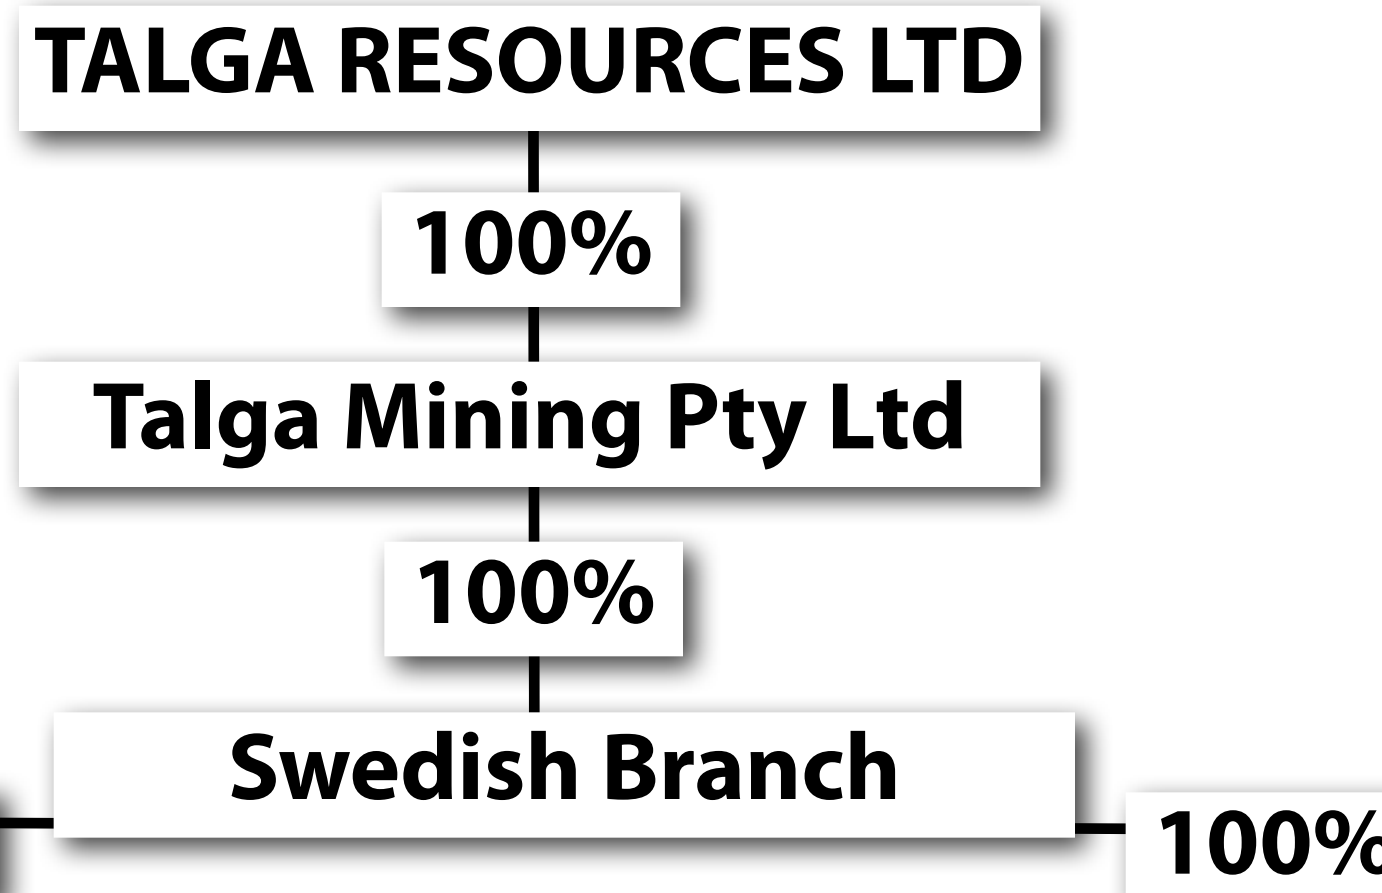 TALGA RESOURCES LTD
100%
Talga Mining Pty Ltd
100%
Swedish Branch
100%